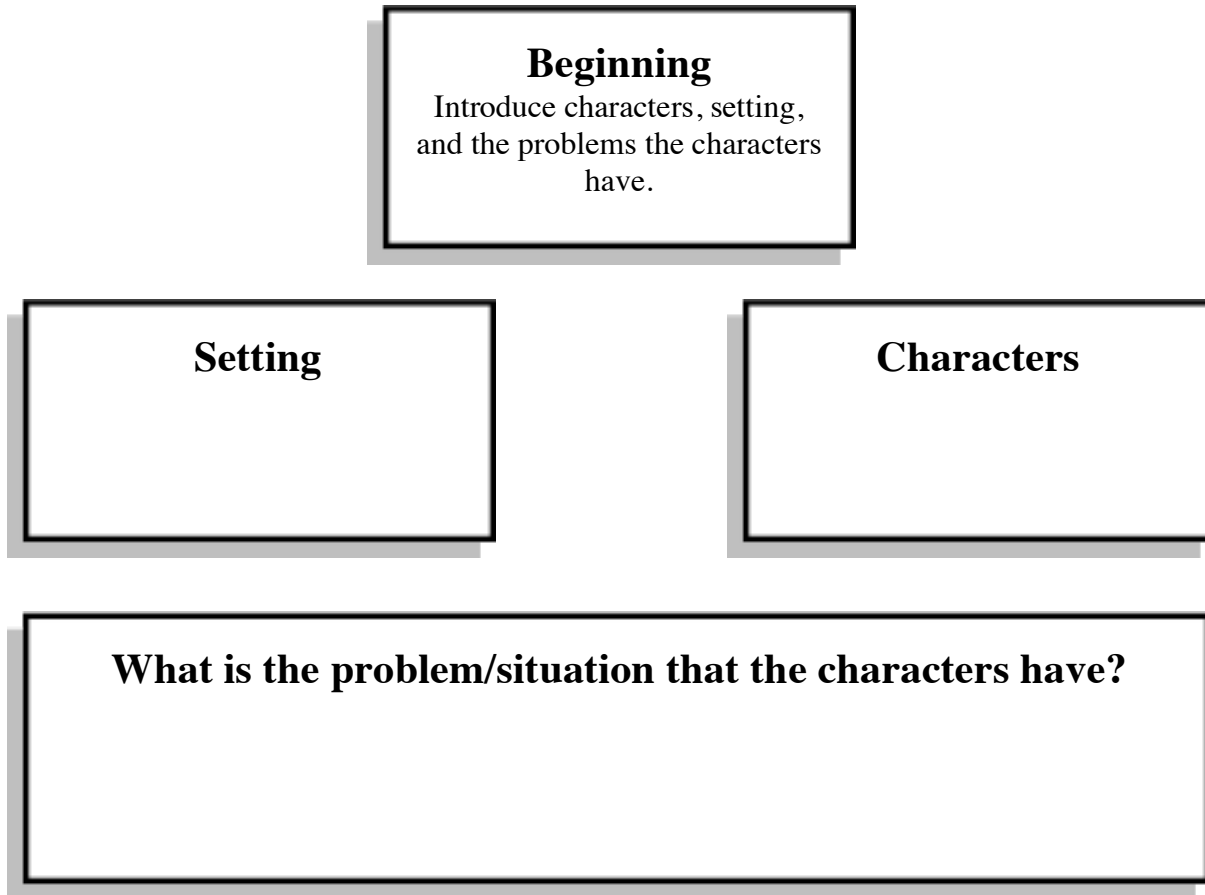 Beginning
Introduce characters, setting,
and the problems the characters
have.
Setting
Characters
What is the problem/situation that the characters have?